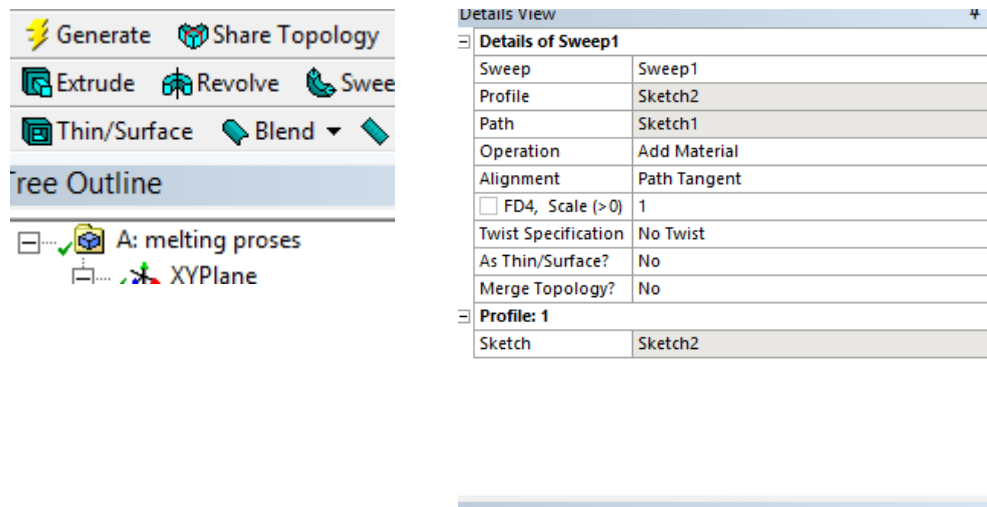 Generate Share Topology
Extrude Revolve Swee
Thin/Surface Blend
Tree Outline
A: melting proses
XYPlane
Details View
Details of Sweep1
Sweep Sweep1
Profile Sketch2
Path Sketch1
Operation Add Material
Alignment Path Tangent
FD4, Scale (>0) 1
Twist Specification No Twist
As Thin/Surface? No
Merge Topology? No
Profile: 1
Sketch Sketch2